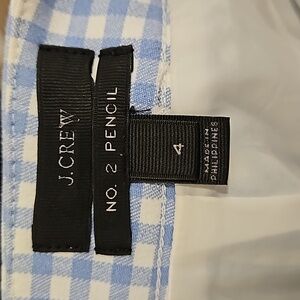 J.CREW
NO. 2 PENCIL
4
MADE IN
PHILIPPINES